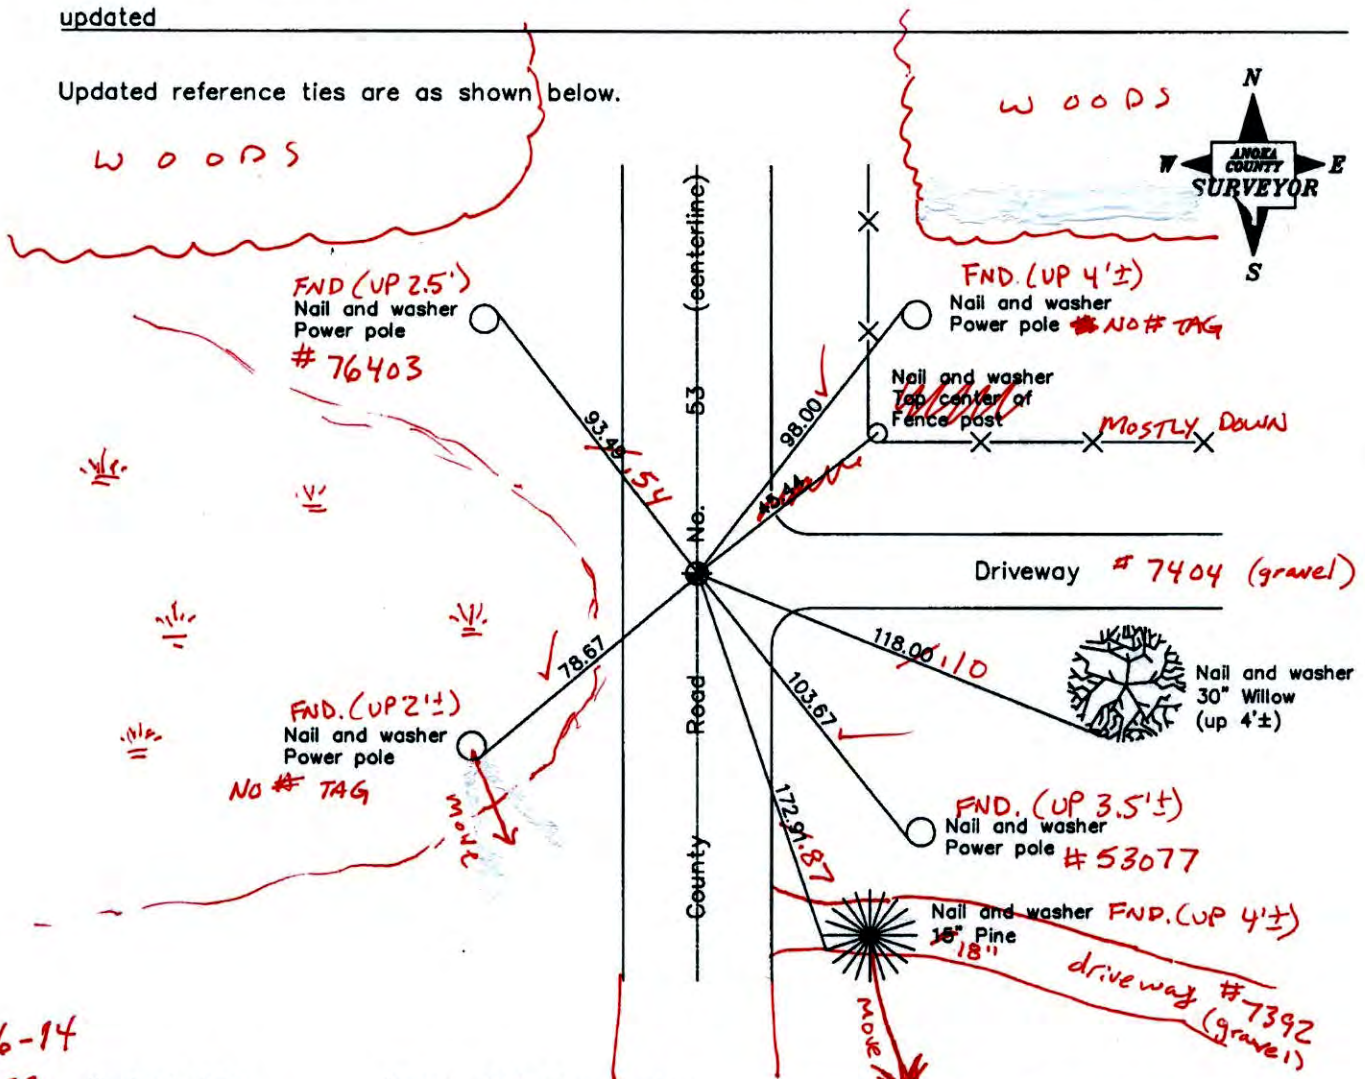 updated
Updated reference ties are as shown below.
WOODS
WOODS
N
W
ANOKA
COUNTY
SURVEYOR
E
S
FND (UP 2.5')
Nail and washer
Power pole
# 76403
FND. (UP 4'±)
Nail and washer
Power pole NO # TAG
Nail and washer
Top center of
Fence post
MOSTLY DOWN
93.49
.54
98.00
45.44
County Road No. 53 (centerline)
Driveway # 7404 (gravel)
78.67
118.00
.10
103.67
172.91
.87
Nail and washer
30" Willow
(up 4'±)
FND. (UP 2'±)
Nail and washer
Power pole
NO # TAG
MOVE
FND. (UP 3.5'±)
Nail and washer
Power pole # 53077
Nail and washer FND. (UP 4'±)
15" Pine
18"
driveway # 7392
(gravel)
MOVE
6-14